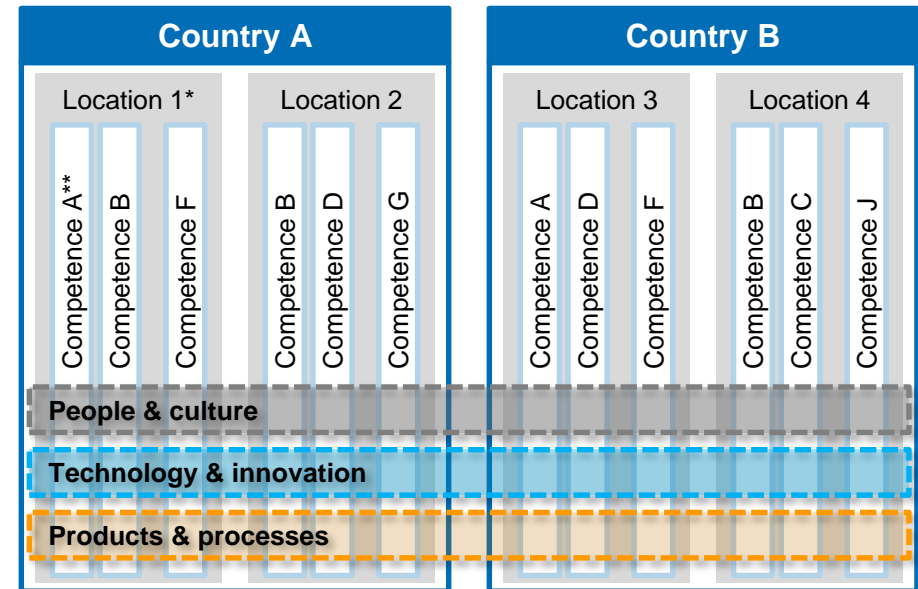 Country A
Country B
Location 1*
Location 2
Location 3
Location 4
Competence A**
Competence B
Competence F
Competence B
Competence D
Competence G
Competence A
Competence D
Competence F
Competence B
Competence C
Competence J
People & culture
Technology & innovation
Products & processes